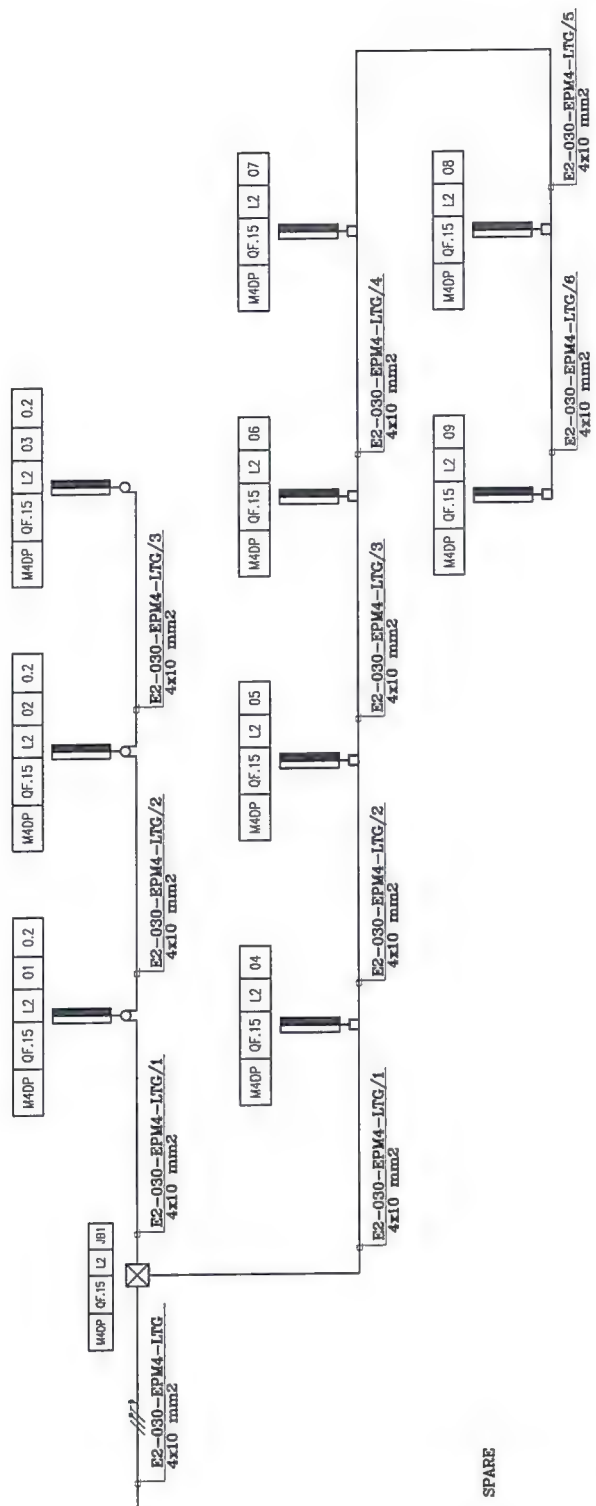 M4DP QF.15 L2 JB1
E2-030-EPM4-LTG
4x10 mm2
M4DP QF.15 L2 01 0.2
E2-030-EPM4-LTG/1
4x10 mm2
M4DP QF.15 L2 02 0.2
E2-030-EPM4-LTG/2
4x10 mm2
M4DP QF.15 L2 03 0.2
E2-030-EPM4-LTG/3
4x10 mm2
M4DP QF.15 L2 04
E2-030-EPM4-LTG/1
4x10 mm2
M4DP QF.15 L2 05
E2-030-EPM4-LTG/2
4x10 mm2
M4DP QF.15 L2 06
E2-030-EPM4-LTG/3
4x10 mm2
M4DP QF.15 L2 07
E2-030-EPM4-LTG/4
4x10 mm2
M4DP QF.15 L2 09
E2-030-EPM4-LTG/6
4x10 mm2
M4DP QF.15 L2 08
E2-030-EPM4-LTG/5
4x10 mm2
SPARE